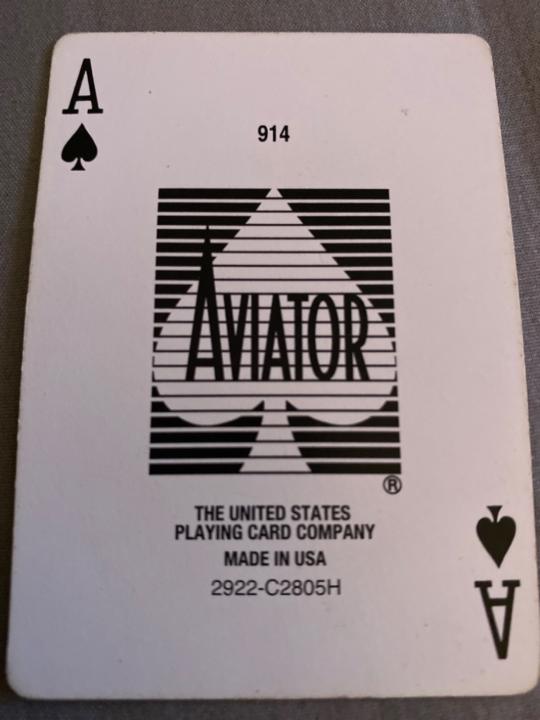 A
914
AVIATOR
®
THE UNITED STATES
PLAYING CARD COMPANY
MADE IN USA
2922-C2805H
A